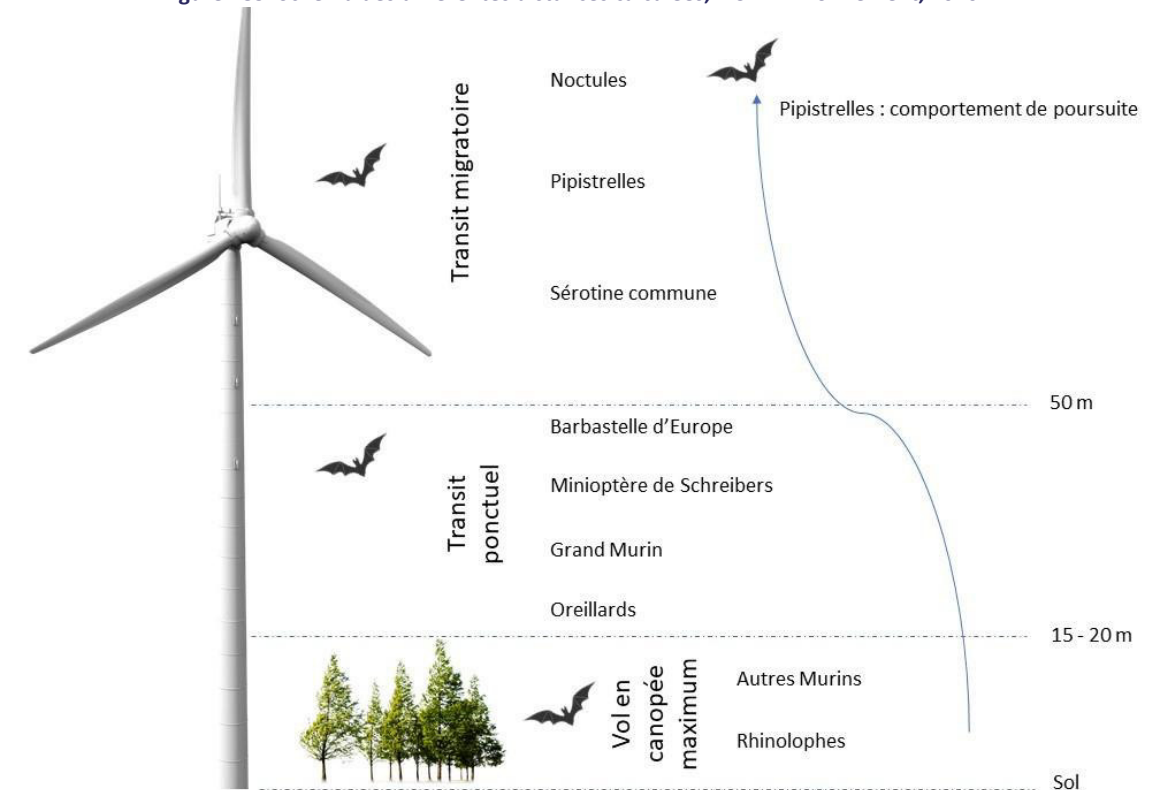 Noctules
Pipistrelles : comportement de poursuite
Transit migratoire
Pipistrelles
Sérotine commune
50 m
Barbastelle d’Europe
Transit
ponctuel
Minioptère de Schreibers
Grand Murin
Oreillards
15 - 20 m
Vol en
canopée
maximum
Autres Murins
Rhinolophes
Sol